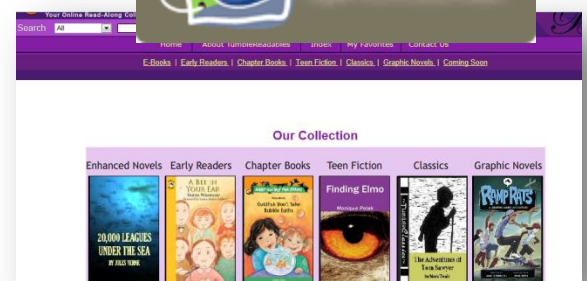 Your Online Read-Along Col
Search All
Home About TumbleReadables Index My Favorites Contact Us
E-Books | Early Readers | Chapter Books | Teen Fiction | Classics | Graphic Novels | Coming Soon
Our Collection
Enhanced Novels Early Readers Chapter Books Teen Fiction Classics Graphic Novels
20,000 LEAGUES
UNDER THE SEA
BY JULES VERNE
A BEE IN
YOUR EAR
Goldfish Don't Take
Bubble Baths
Finding Elmo
Monique Polak
The Adventures of
Tom Sawyer
by Mark Twain
RAMP RATS